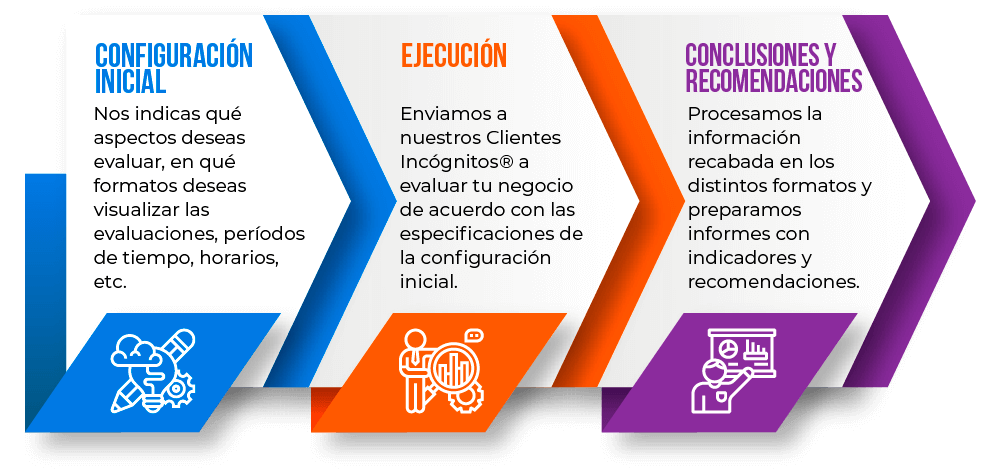 CONFIGURACIÓN
INICIAL
Nos indicas qué
aspectos deseas
evaluar, en qué
formatos deseas
visualizar las
evaluaciones, períodos
de tiempo, horarios,
etc.
EJECUCIÓN
Enviamos a
nuestros Clientes
Incógnitos® a
evaluar tu negocio
de acuerdo con las
especificaciones de
la configuración
inicial.
CONCLUSIONES Y
RECOMENDACIONES
Procesamos la
información
recabada en los
distintos formatos y
preparamos
informes con
indicadores y
recomendaciones.